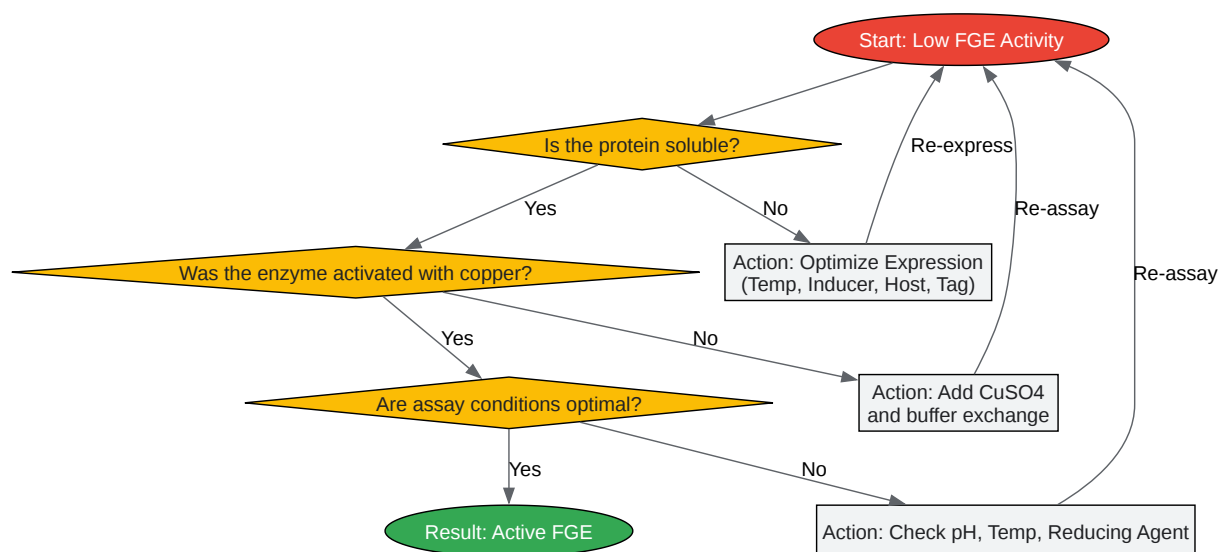 Start: Low FGE Activity
Is the protein soluble?
Re-express
Yes
No
Re-assay
Was the enzyme activated with copper?
Action: Optimize Expression
(Temp, Inducer, Host, Tag)
Re-assay
Yes
No
Are assay conditions optimal?
Action: Add CuSO4
and buffer exchange
Yes
No
Result: Active FGE
Action: Check pH, Temp, Reducing Agent